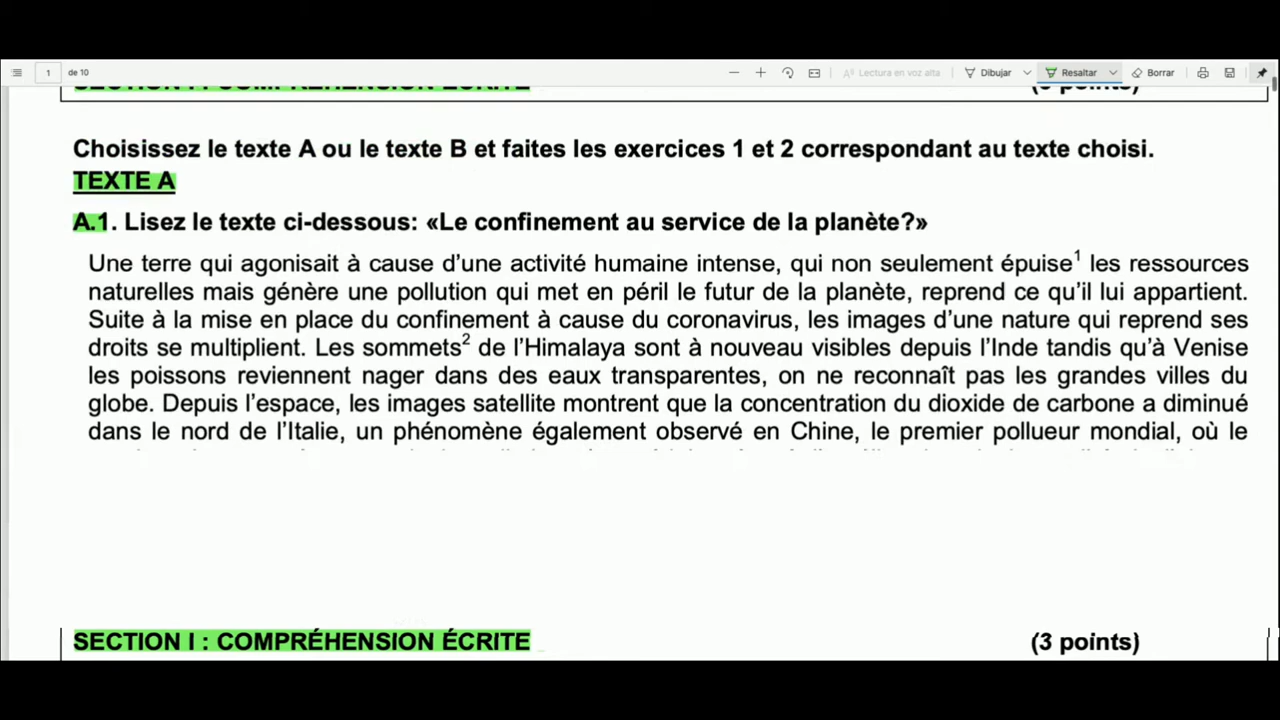 1 de 10 Lectura en voz alta Dibujar Resaltar Borrar
SECTION I : COMPRÉHENSION ÉCRITE (3 points)
Choisissez le texte A ou le texte B et faites les exercices 1 et 2 correspondant au texte choisi.
TEXTE A
A.1. Lisez le texte ci-dessous: «Le confinement au service de la planète?»
Une terre qui agonisait à cause d’une activité humaine intense, qui non seulement épuise1 les ressources
naturelles mais génère une pollution qui met en péril le futur de la planète, reprend ce qu’il lui appartient.
Suite à la mise en place du confinement à cause du coronavirus, les images d’une nature qui reprend ses
droits se multiplient. Les sommets2 de l’Himalaya sont à nouveau visibles depuis l’Inde tandis qu’à Venise
les poissons reviennent nager dans des eaux transparentes, on ne reconnaît pas les grandes villes du
globe. Depuis l’espace, les images satellite montrent que la concentration du dioxide de carbone a diminué
dans le nord de l’Italie, un phénomène également observé en Chine, le premier pollueur mondial, où le
SECTION I : COMPRÉHENSION ÉCRITE (3 points)